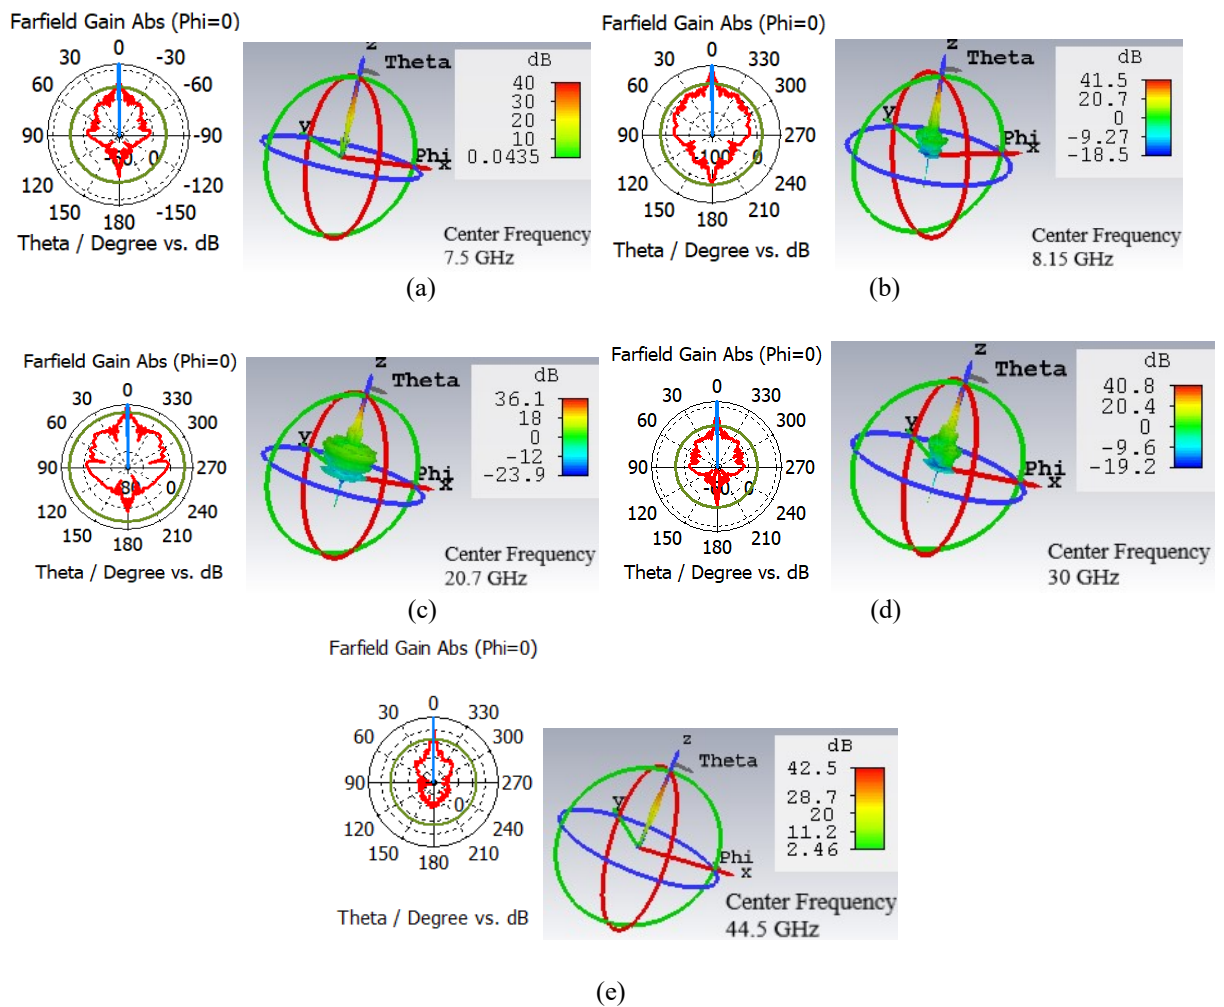 Farfield Gain Abs (Phi=0)
0
30 -30
60 -60
90 -90
0
120 -120
150 -150
180
Theta / Degree vs. dB
z
Theta
y
Phi
x
dB
40
30
20
10
0.0435
Center Frequency
7.5 GHz
(a)
Farfield Gain Abs (Phi=0)
0
30 330
60 300
90 270
-100 0
120 240
150 210
180
Theta / Degree vs. dB
z
Theta
y
Phi
x
dB
41.5
20.7
0
-9.27
-18.5
Center Frequency
8.15 GHz
(b)
Farfield Gain Abs (Phi=0)
0
30 330
60 300
90 270
0
120 240
150 210
180
Theta / Degree vs. dB
z
Theta
y
Phi
x
dB
36.1
18
0
-12
-23.9
Center Frequency
20.7 GHz
(c)
Farfield Gain Abs (Phi=0)
0
30 330
60 300
90 270
0
120 240
150 210
180
Theta / Degree vs. dB
z
Theta
y
Phi
x
dB
40.8
20.4
0
-9.6
-19.2
Center Frequency
30 GHz
(d)
Farfield Gain Abs (Phi=0)
0
30 330
60 300
90 270
0
120 240
150 210
180
Theta / Degree vs. dB
z
Theta
y
Phi
x
dB
42.5
28.7
20
11.2
2.46
Center Frequency
44.5 GHz
(e)